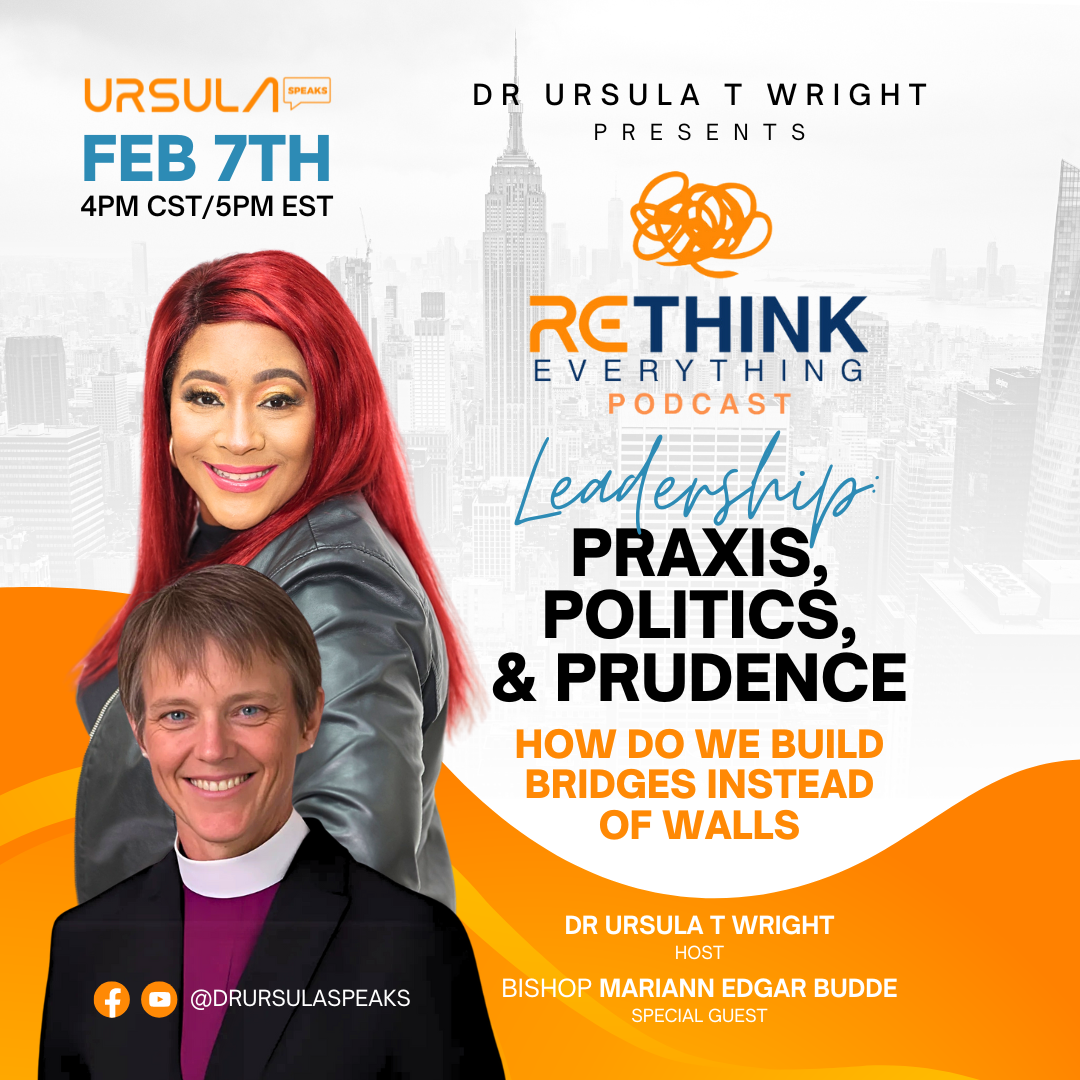 URSULA SPEAKS
FEB 7TH
4PM CST/5PM EST
DR URSULA T WRIGHT
PRESENTS
RETHINK
EVERYTHING
PODCAST
Leadership:
PRAXIS,
POLITICS,
& PRUDENCE
HOW DO WE BUILD
BRIDGES INSTEAD
OF WALLS
DR URSULA T WRIGHT
HOST
BISHOP MARIANN EDGAR BUDDE
SPECIAL GUEST
@DRURSULASPEAKS